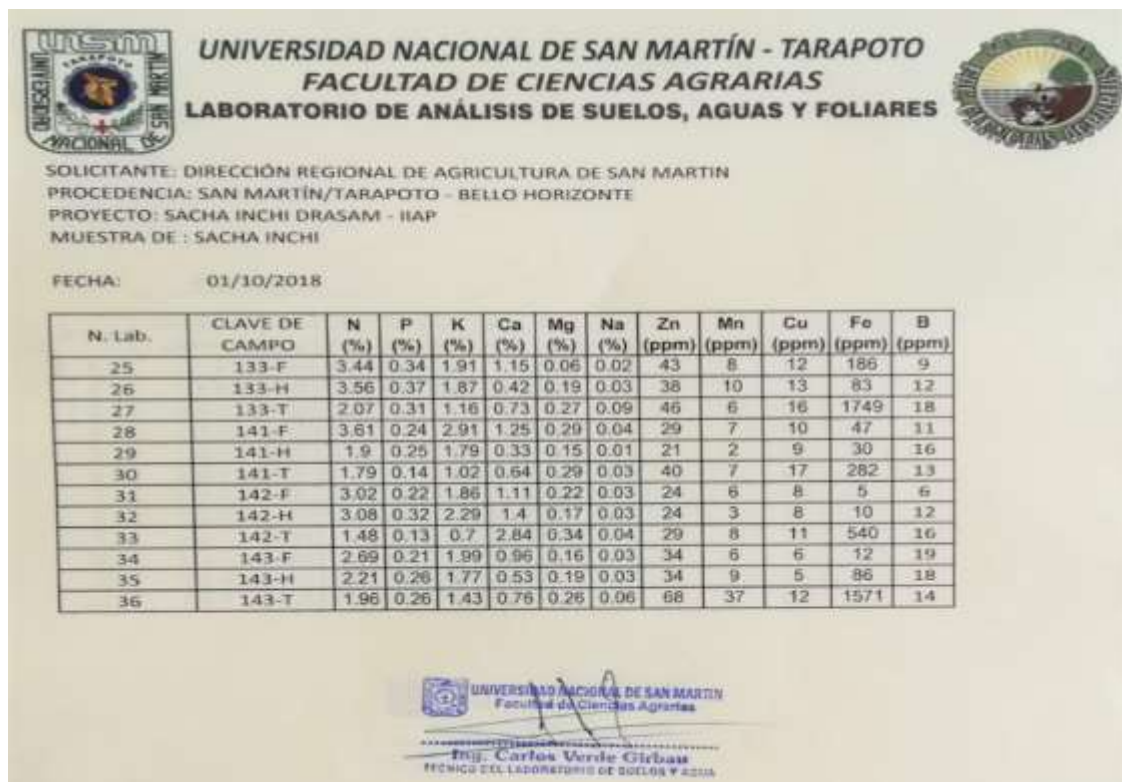 unsm
TARAPOTO
UNIVERSIDAD NACIONAL DE SAN MARTIN
UNIVERSIDAD NACIONAL DE SAN MARTÍN - TARAPOTO
FACULTAD DE CIENCIAS AGRARIAS
LABORATORIO DE ANÁLISIS DE SUELOS, AGUAS Y FOLIARES
SOLICITANTE: DIRECCIÓN REGIONAL DE AGRICULTURA DE SAN MARTIN
PROCEDENCIA: SAN MARTÍN/TARAPOTO - BELLO HORIZONTE
PROYECTO: SACHA INCHI DRASAM - IIAP
MUESTRA DE : SACHA INCHI
FECHA: 01/10/2018
N. Lab. CLAVE DE CAMPO N (%) P (%) K (%) Ca (%) Mg (%) Na (%) Zn (ppm) Mn (ppm) Cu (ppm) Fe (ppm) B (ppm)
25 133-F 3.44 0.34 1.91 1.15 0.06 0.02 43 8 12 186 9
26 133-H 3.56 0.37 1.87 0.42 0.19 0.03 38 10 13 83 12
27 133-T 2.07 0.31 1.16 0.73 0.27 0.09 46 6 16 1749 18
28 141-F 3.61 0.24 2.91 1.25 0.29 0.04 29 7 10 47 11
29 141-H 1.9 0.25 1.79 0.33 0.15 0.01 21 2 9 30 16
30 141-T 1.79 0.14 1.02 0.64 0.29 0.03 40 7 17 282 13
31 142-F 3.02 0.22 1.86 1.11 0.22 0.03 24 6 8 5 6
32 142-H 3.08 0.32 2.29 1.4 0.17 0.03 24 3 8 10 12
33 142-T 1.48 0.13 0.7 2.84 0.34 0.04 29 8 11 540 16
34 143-F 2.69 0.21 1.99 0.96 0.16 0.03 34 6 6 12 19
35 143-H 2.21 0.26 1.77 0.53 0.19 0.03 34 9 5 86 18
36 143-T 1.96 0.26 1.43 0.76 0.26 0.06 68 37 12 1571 14
UNIVERSIDAD NACIONAL DE SAN MARTIN
Facultad de Ciencias Agrarias
Ing. Carlos Verde Girbau
TECNICO DEL LABORATORIO DE SUELOS Y AGUA